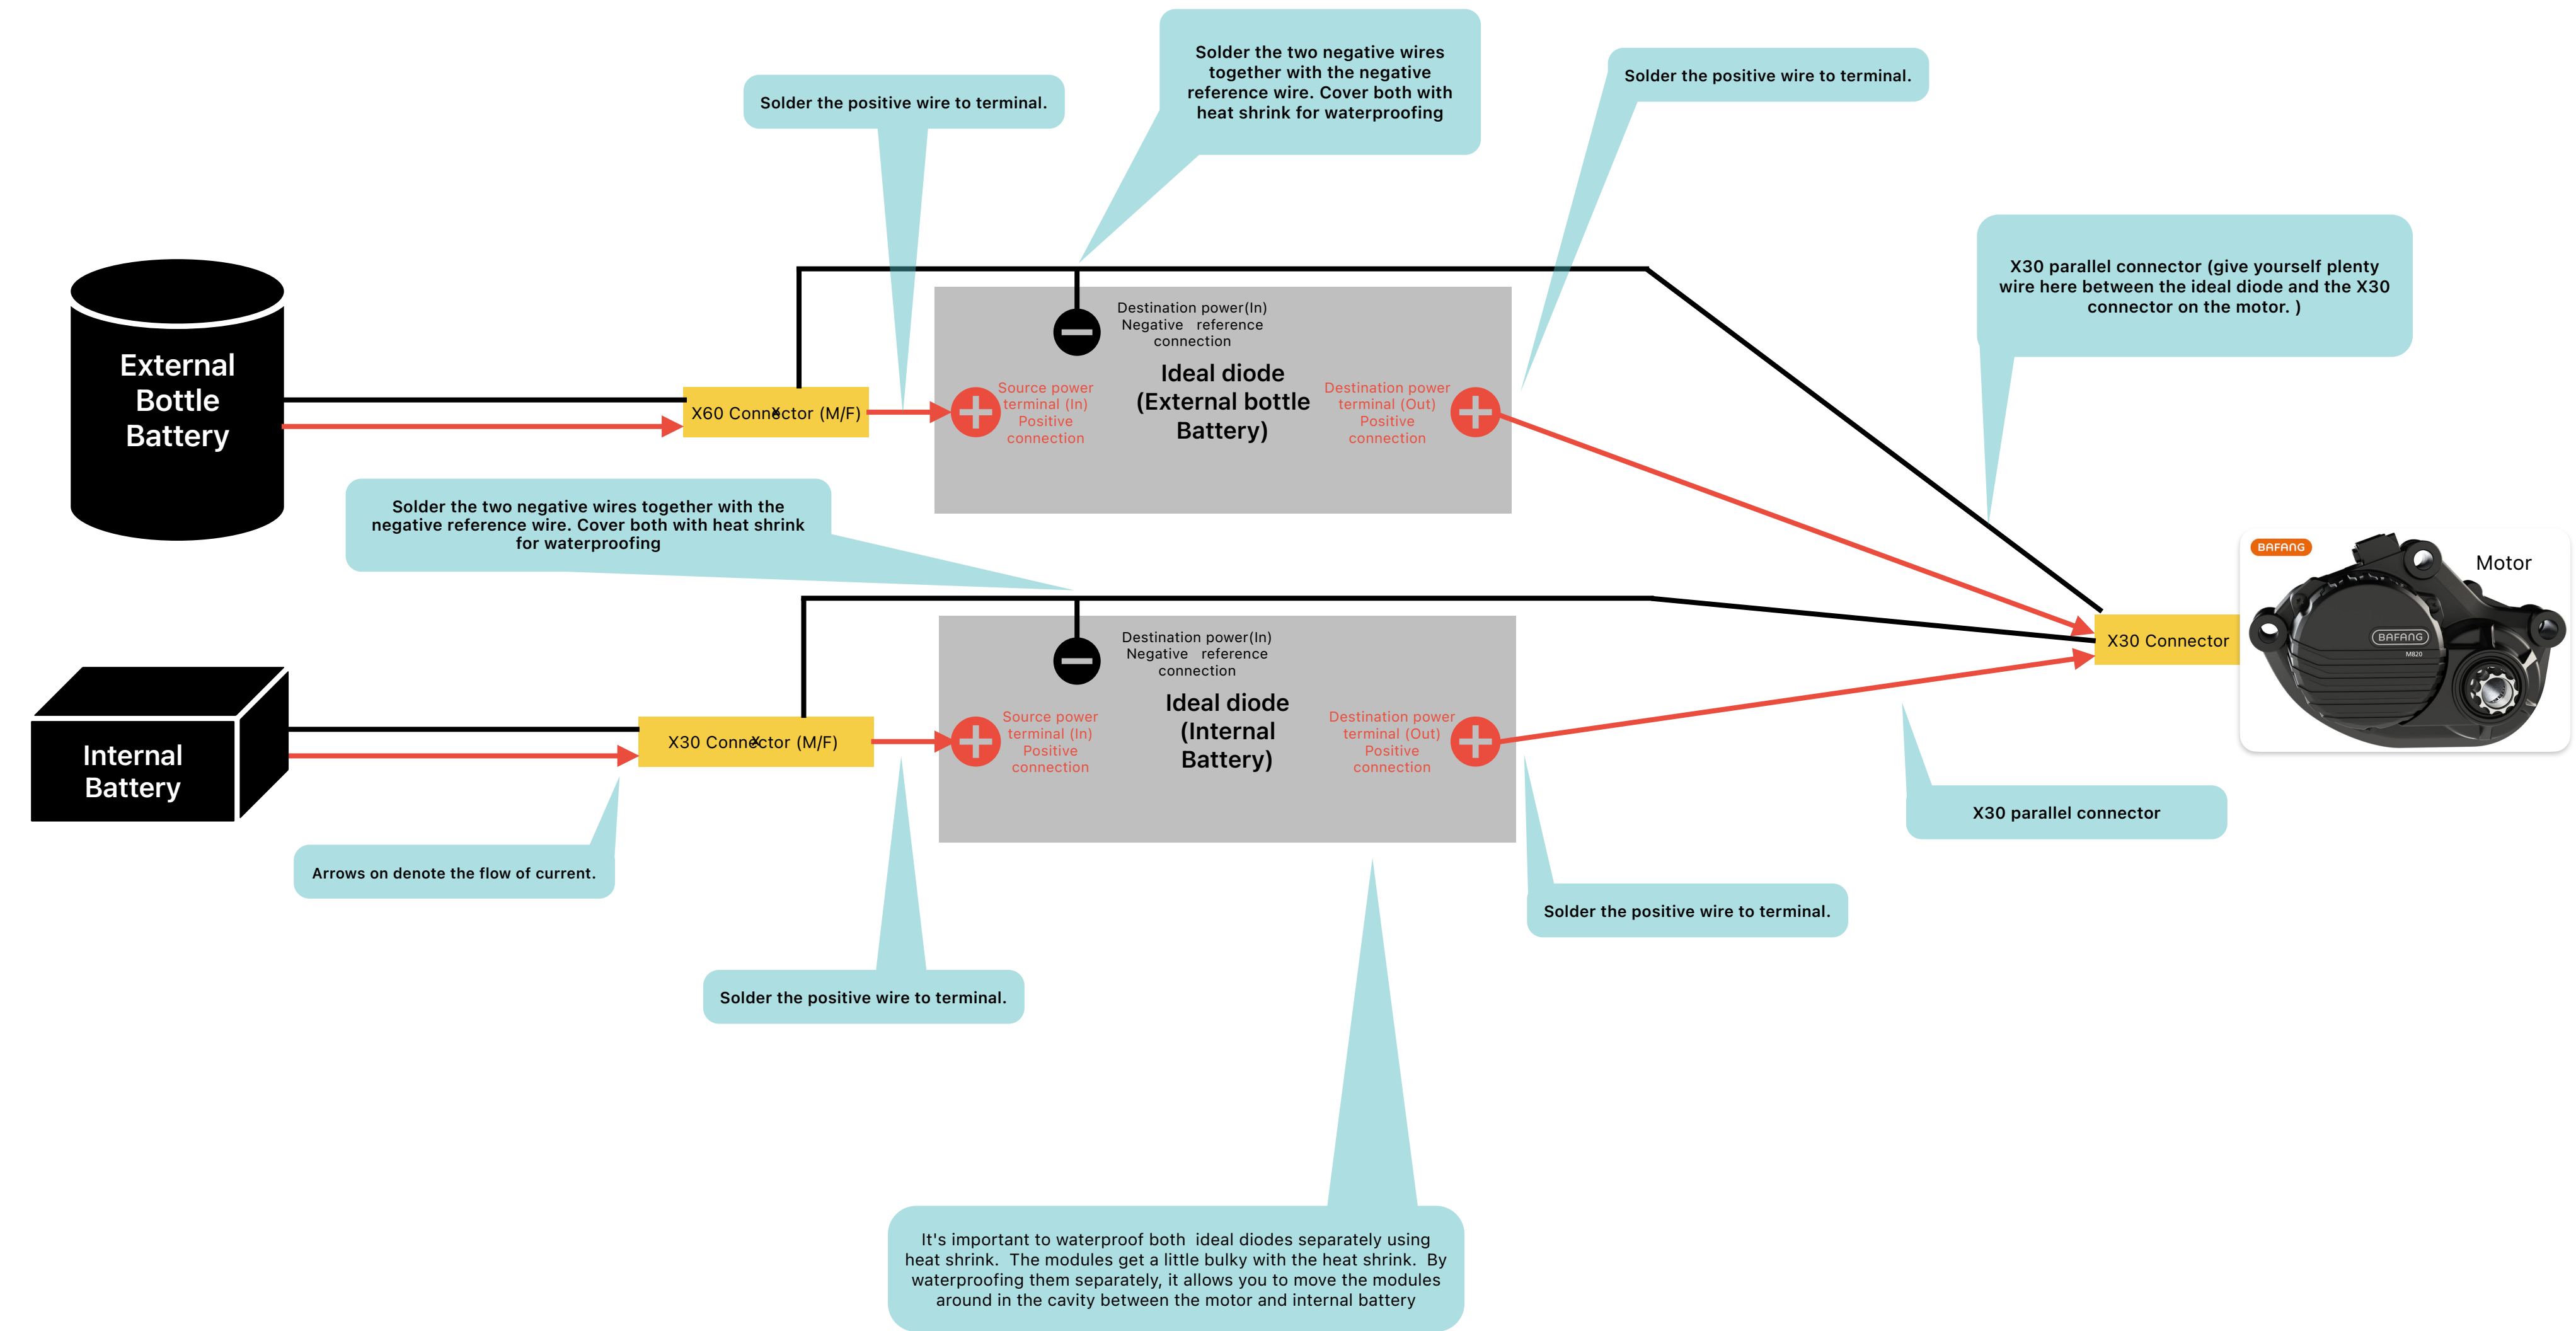 Solder the two negative wires
together with the negative
reference wire. Cover both with
heat shrink for waterproofing
Solder the positive wire to terminal.
Solder the positive wire to terminal.
X30 parallel connector (give yourself plenty
wire here between the ideal diode and the X30
connector on the motor. )
External
Bottle
Battery
X60 Connector (M/F)
x
Destination power(In)
Negative reference
connection
Source power
terminal (In)
Positive
connection
Ideal diode
(External bottle
Battery)
Destination power
terminal (Out)
Positive
connection
Solder the two negative wires together with the
negative reference wire. Cover both with heat shrink
for waterproofing
BAFANG
Motor
BAFANG
M820
X30 Connector
Internal
Battery
X30 Connector (M/F)
x
Destination power(In)
Negative reference
connection
Source power
terminal (In)
Positive
connection
Ideal diode
(Internal
Battery)
Destination power
terminal (Out)
Positive
connection
X30 parallel connector
Arrows on denote the flow of current.
Solder the positive wire to terminal.
Solder the positive wire to terminal.
It's important to waterproof both ideal diodes separately using
heat shrink. The modules get a little bulky with the heat shrink. By
waterproofing them separately, it allows you to move the modules
around in the cavity between the motor and internal battery